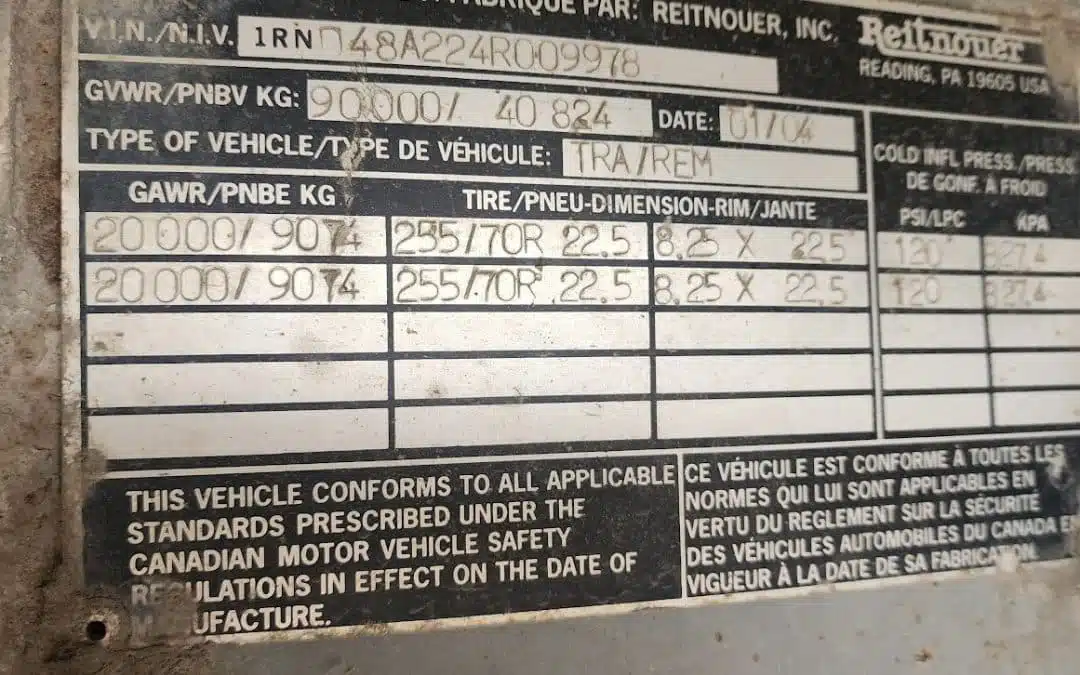 FABRIQUÉ PAR: REITNOUER, INC.
Reitnouer
READING, PA 19605 USA
V.I.N./N.I.V. 1RN 48A224R009978
GVWR/PNBV KG: 90000/ 40 824 DATE: 01/04
TYPE OF VEHICLE/TYPE DE VÉHICULE: TRA/REM
COLD INFL PRESS./PRESS.
DE GONF. À FROID
GAWR/PNBE KG TIRE/PNEU-DIMENSION-RIM/JANTE PSI/LPC kPA
20 000/ 9074 255/70R 22.5 8.25 X 22.5 120 827.4
20 000/ 9074 255/70R 22.5 8.25 X 22.5 120 827.4
THIS VEHICLE CONFORMS TO ALL APPLICABLE
STANDARDS PRESCRIBED UNDER THE
CANADIAN MOTOR VEHICLE SAFETY
REGULATIONS IN EFFECT ON THE DATE OF
MANUFACTURE.
CE VÉHICULE EST CONFORME À TOUTES LES
NORMES QUI LUI SONT APPLICABLES EN
VERTU DU REGLEMENT SUR LA SÉCURITÉ
DES VÉHICULES AUTOMOBILES DU CANADA EN
VIGUEUR À LA DATE DE SA FABRICATION.